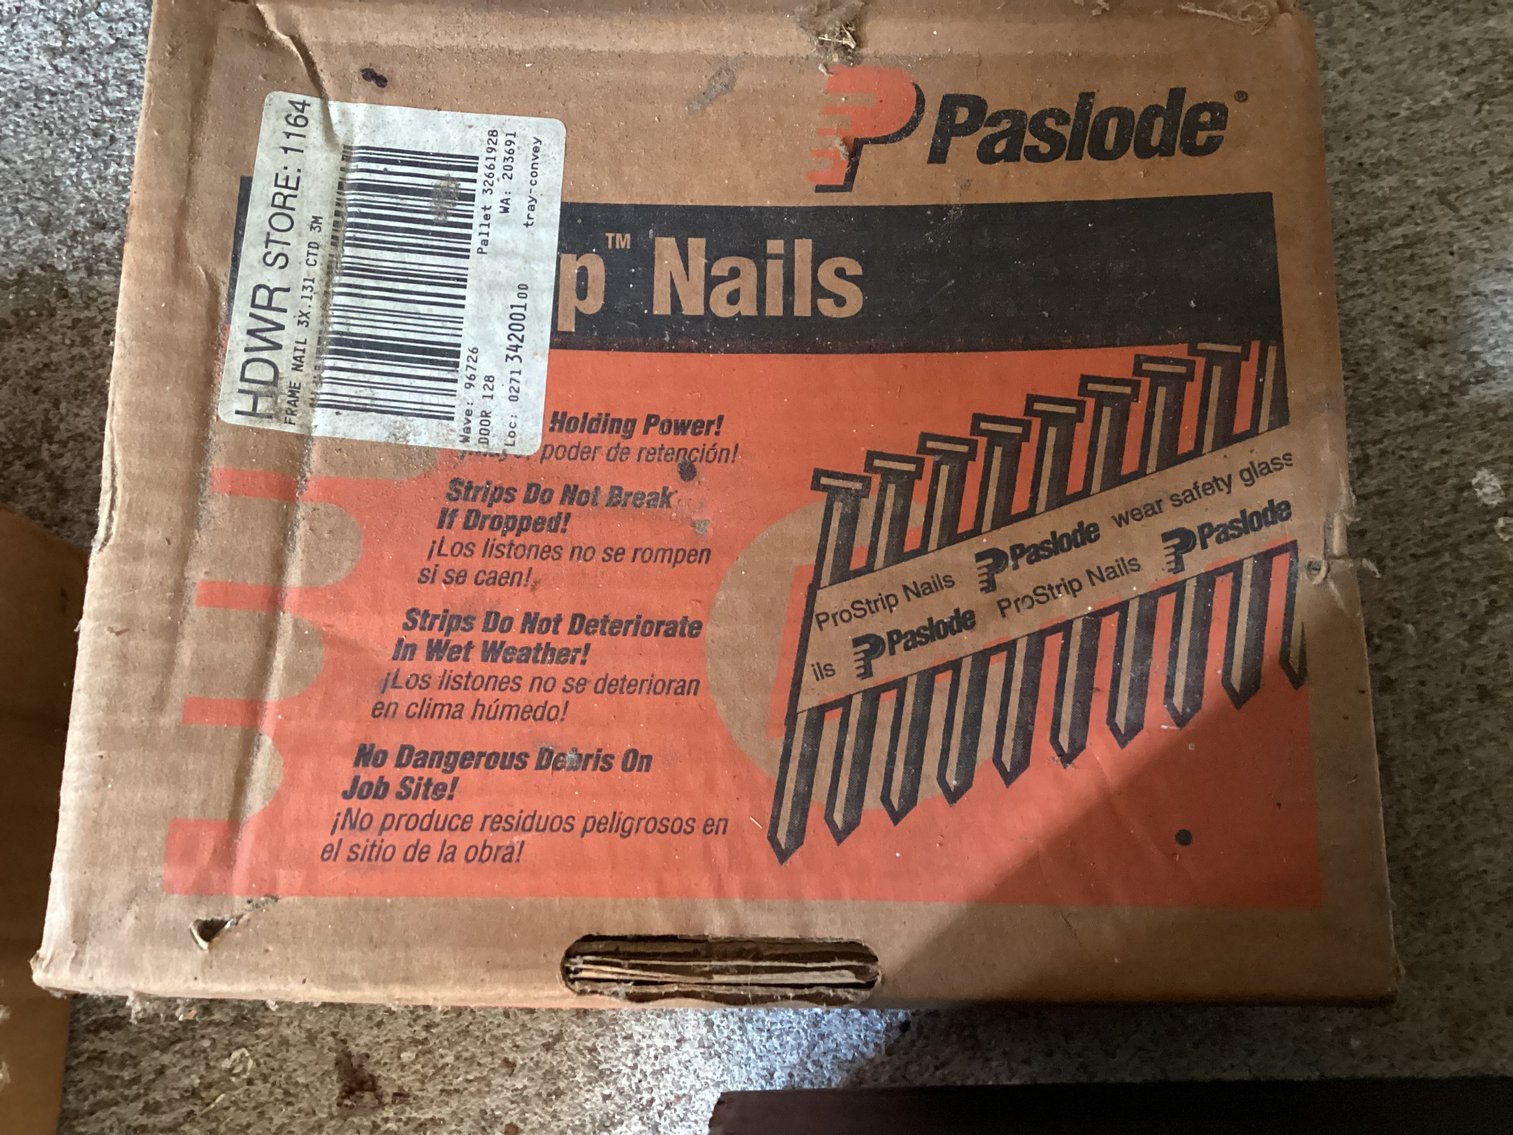 Paslode®
p™ Nails
HDWR STORE: 1164
FRAME NAIL 3X.131 CTD 3M
Pallet 32661928
WA: 203691
tray-convey
Wave: 96726
DOOR 128
Loc: 0271 34200100
Holding Power!
poder de retención!
Strips Do Not Break
If Dropped!
¡Los listones no se rompen
si se caen!
Strips Do Not Deteriorate
In Wet Weather!
¡Los listones no se deterioran
en clima húmedo!
No Dangerous Debris On
Job Site!
¡No produce residuos peligrosos en
el sitio de la obra!
ProStrip Nails Paslode wear safety glass
ils Paslode ProStrip Nails Paslode